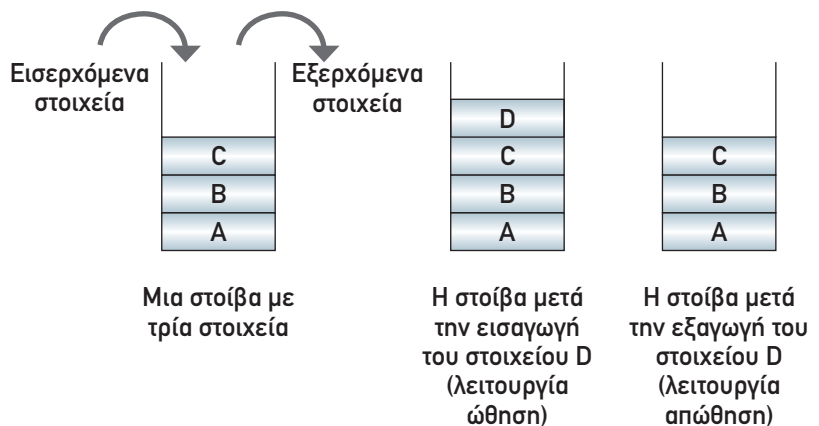 Εισερχόμενα
στοιχεία
Εξερχόμενα
στοιχεία
C
B
A
D
C
B
A
C
B
A
Μια στοίβα με
τρία στοιχεία
Η στοίβα μετά
την εισαγωγή
του στοιχείου D
(λειτουργία
ώθηση)
Η στοίβα μετά
την εξαγωγή του
στοιχείου D
(λειτουργία
απώθηση)